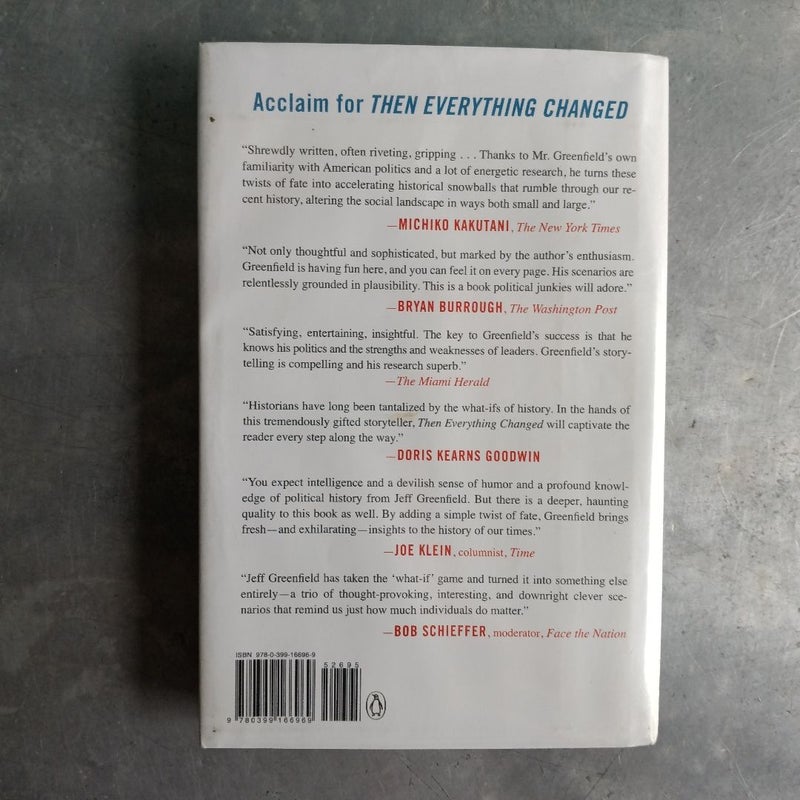 Acclaim for THEN EVERYTHING CHANGED
“Shrewdly written, often riveting, gripping . . . Thanks to Mr. Greenfield's own
familiarity with American politics and a lot of energetic research, he turns these
twists of fate into accelerating historical snowballs that rumble through our re-
cent history, altering the social landscape in ways both small and large.”
—MICHIKO KAKUTANI, The New York Times
“Not only thoughtful and sophisticated, but marked by the author's enthusiasm.
Greenfield is having fun here, and you can feel it on every page. His scenarios are
relentlessly grounded in plausibility. This is a book political junkies will adore.”
—BRYAN BURROUGH, The Washington Post
“Satisfying, entertaining, insightful. The key to Greenfield's success is that he
knows his politics and the strengths and weaknesses of leaders. Greenfield's story-
telling is compelling and his research superb.”
—The Miami Herald
“Historians have long been tantalized by the what-ifs of history. In the hands of
this tremendously gifted storyteller, Then Everything Changed will captivate the
reader every step along the way.”
—DORIS KEARNS GOODWIN
“You expect intelligence and a devilish sense of humor and a profound knowl-
edge of political history from Jeff Greenfield. But there is a deeper, haunting
quality to this book as well. By adding a simple twist of fate, Greenfield brings
fresh—and exhilarating—insights to the history of our times.”
—JOE KLEIN, columnist, Time
“Jeff Greenfield has taken the ‘what-if’ game and turned it into something else
entirely—a trio of thought-provoking, interesting, and downright clever sce-
narios that remind us just how much individuals do matter.”
—BOB SCHIEFFER, moderator, Face the Nation
ISBN 978-0-399-16696-9
52695
9 780399 166969